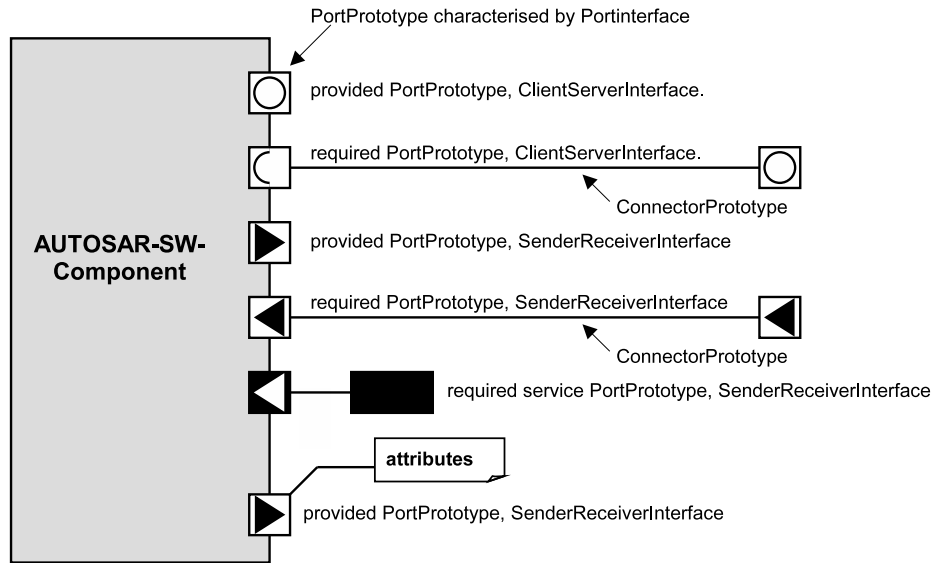 PortPrototype characterised by Portinterface
provided PortPrototype, ClientServerInterface.
required PortPrototype, ClientServerInterface.
ConnectorPrototype
AUTOSAR-SW-
Component
provided PortPrototype, SenderReceiverInterface
required PortPrototype, SenderReceiverInterface
ConnectorPrototype
required service PortPrototype, SenderReceiverInterface
attributes
provided PortPrototype, SenderReceiverInterface